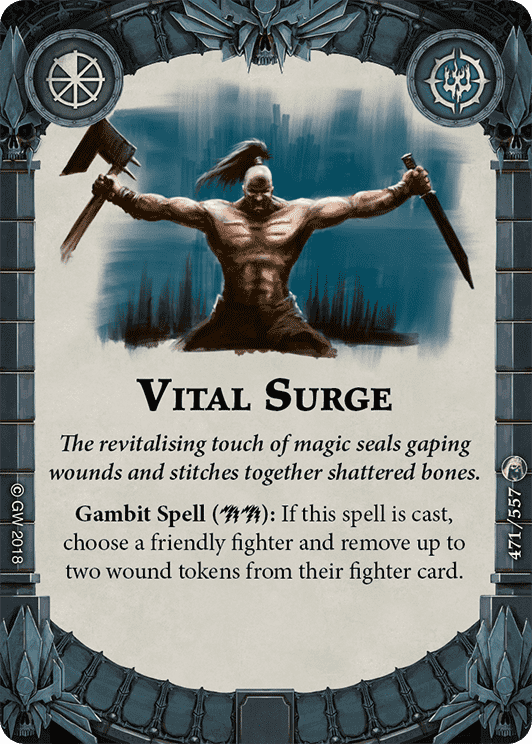 VITAL SURGE
The revitalising touch of magic seals gaping
wounds and stitches together shattered bones.
Gambit Spell (): If this spell is cast,
choose a friendly fighter and remove up to
two wound tokens from their fighter card.
© GW 2018
471/557